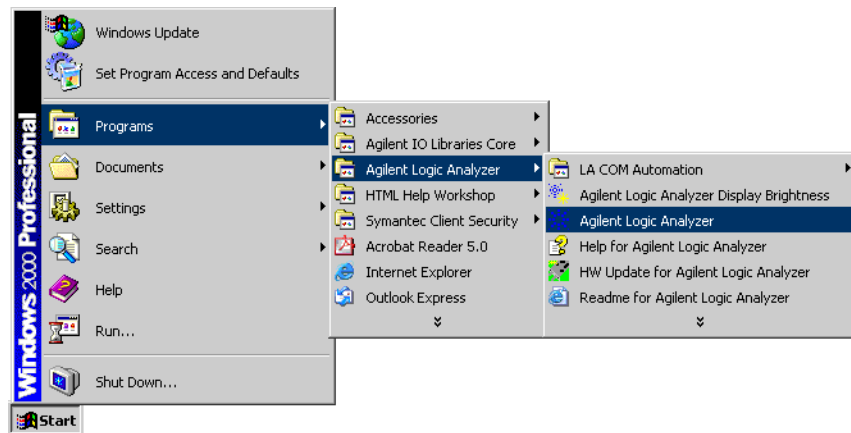 Windows 2000 Professional
Windows Update
Set Program Access and Defaults
Programs
Documents
Settings
Search
Help
Run...
Shut Down...
Start
Accessories
Agilent IO Libraries Core
Agilent Logic Analyzer
HTML Help Workshop
Symantec Client Security
Acrobat Reader 5.0
Internet Explorer
Outlook Express
LA COM Automation
Agilent Logic Analyzer Display Brightness
Agilent Logic Analyzer
Help for Agilent Logic Analyzer
HW Update for Agilent Logic Analyzer
Readme for Agilent Logic Analyzer